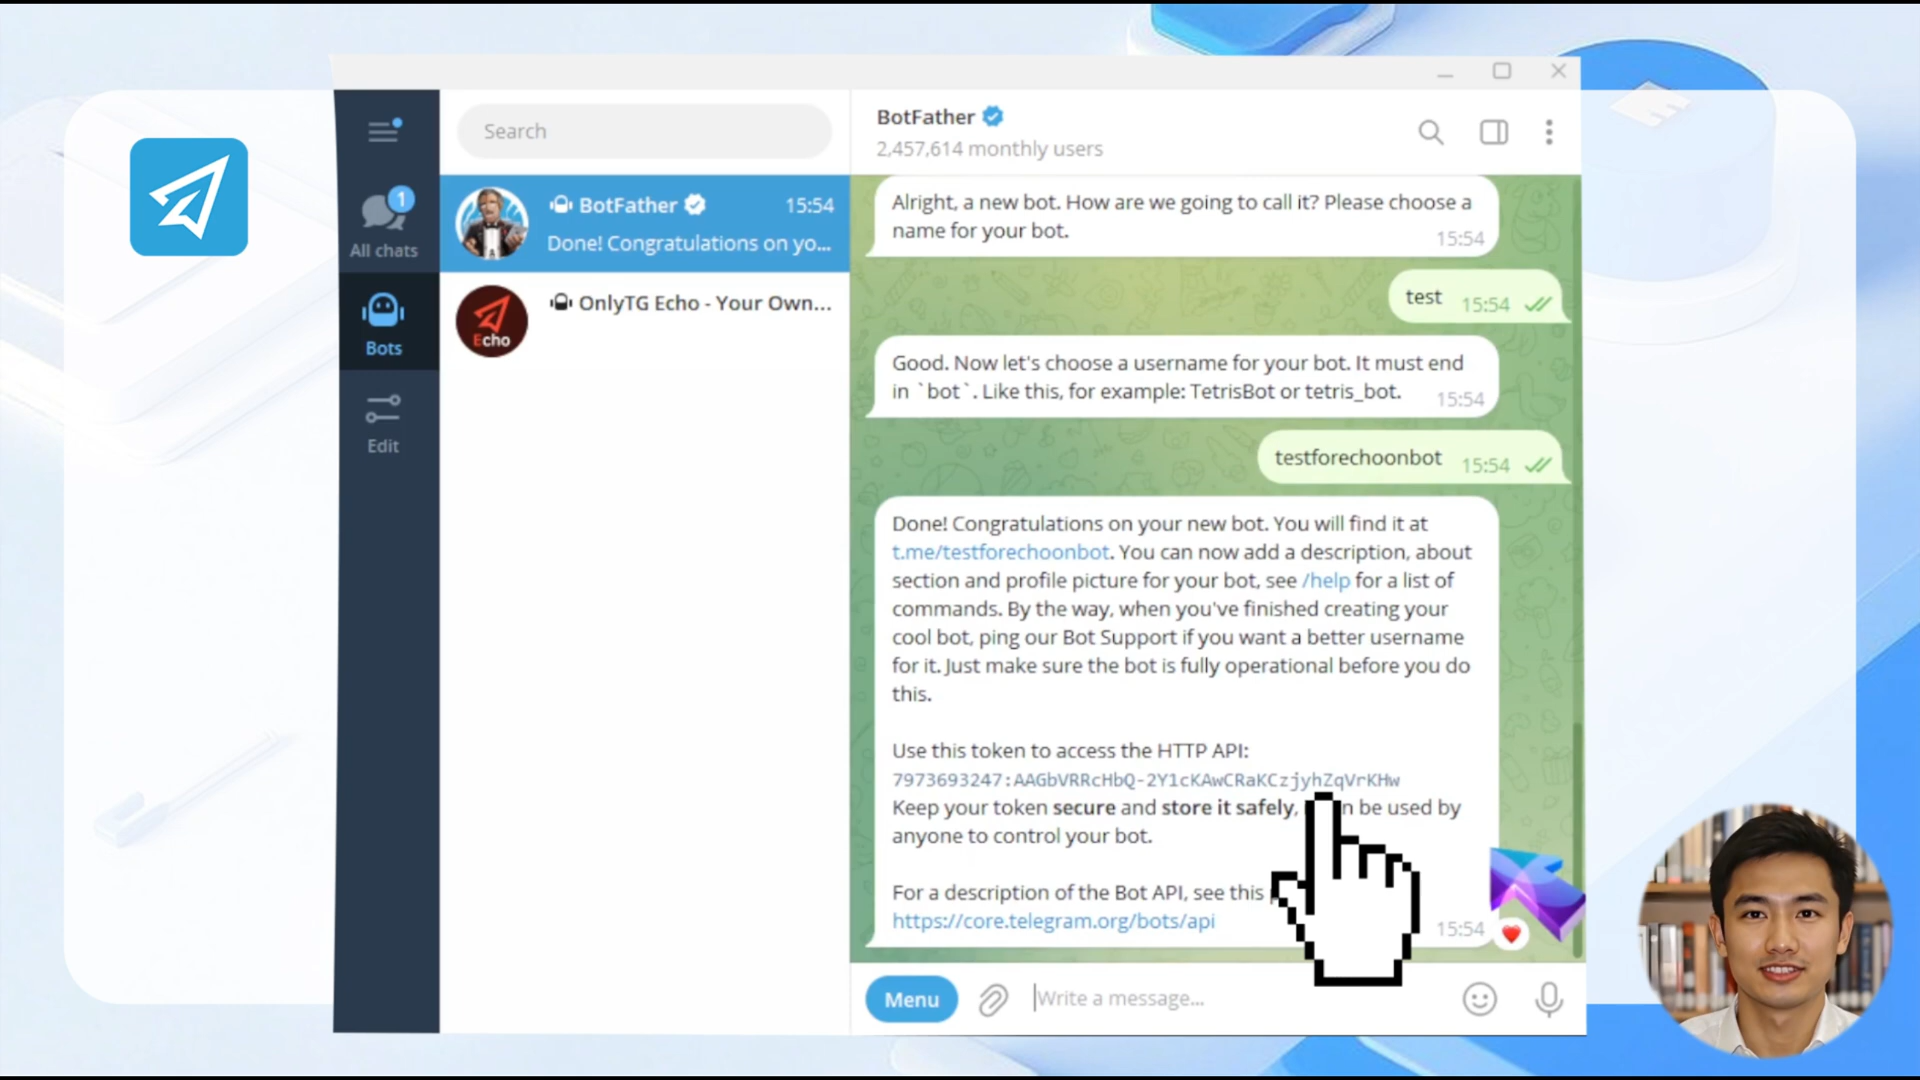 Search
BotFather
2,457,614 monthly users
1
All chats
Bots
Edit
BotFather
15:54
Done! Congratulations on yo...
Echo
OnlyTG Echo - Your Own...
Alright, a new bot. How are we going to call it? Please choose a
name for your bot.
15:54
test
15:54
Good. Now let's choose a username for your bot. It must end
in `bot`. Like this, for example: TetrisBot or tetris_bot.
15:54
testforechoonbot
15:54
Done! Congratulations on your new bot. You will find it at
t.me/testforechoonbot. You can now add a description, about
section and profile picture for your bot, see /help for a list of
commands. By the way, when you've finished creating your
cool bot, ping our Bot Support if you want a better username
for it. Just make sure the bot is fully operational before you do
this.
Use this token to access the HTTP API:
7973693247:AAGbVRRcHbQ-2Y1cKAwCRaKCzjyhZqVrKHw
Keep your token secure and store it safely, be used by
anyone to control your bot.
For a description of the Bot API, see this
https://core.telegram.org/bots/api
15:54
Menu
Write a message...